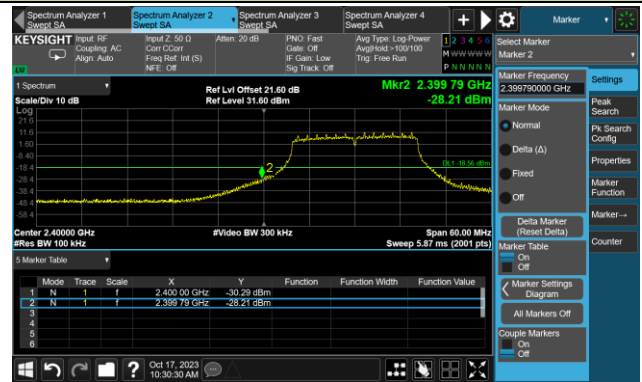 Spectrum Analyzer 1
Swept SA
Spectrum Analyzer 2
Swept SA
Spectrum Analyzer 3
Swept SA
Spectrum Analyzer 4
Swept SA
+
Marker
KEYSIGHT
Input: RF
Coupling: AC
Align: Auto
Input Z: 50 Ω
Corr CCorr
Freq Ref: Int (S)
NFE: Off
Atten: 20 dB
PNO: Fast
Gate: Off
IF Gain: Low
Sig Track: Off
Avg Type: Log-Power
Avg|Hold:>100/100
Trig: Free Run
1 2 3 4 5 6
M W W W W W
P N N N N N
Select Marker
Marker 2
1 Spectrum
Scale/Div 10 dB
Log
Ref Lvl Offset 21.60 dB
Ref Level 31.60 dBm
Mkr2 2.399 79 GHz
-28.21 dBm
21.6
11.6
1.60
-8.40
-18.4
-28.4
-38.4
-48.4
-58.4
2
DL1 -18.56 dBm
Center 2.40000 GHz
#Res BW 100 kHz
#Video BW 300 kHz
Span 60.00 MHz
Sweep 5.87 ms (2001 pts)
5 Marker Table
Mode Trace Scale X Y Function Function Width Function Value
1 N 1 f 2.400 00 GHz -30.29 dBm
2 N 1 f 2.399 79 GHz -28.21 dBm
3
4
5
6
Marker Frequency
2.399790000 GHz
Marker Mode
Normal
Delta (Δ)
Fixed
Off
Delta Marker
(Reset Delta)
Marker Table
On
Off
Marker Settings
Diagram
All Markers Off
Couple Markers
On
Off
Settings
Peak
Search
Pk Search
Config
Properties
Marker
Function
Marker→
Counter
?
Oct 17, 2023
10:30:30 AM